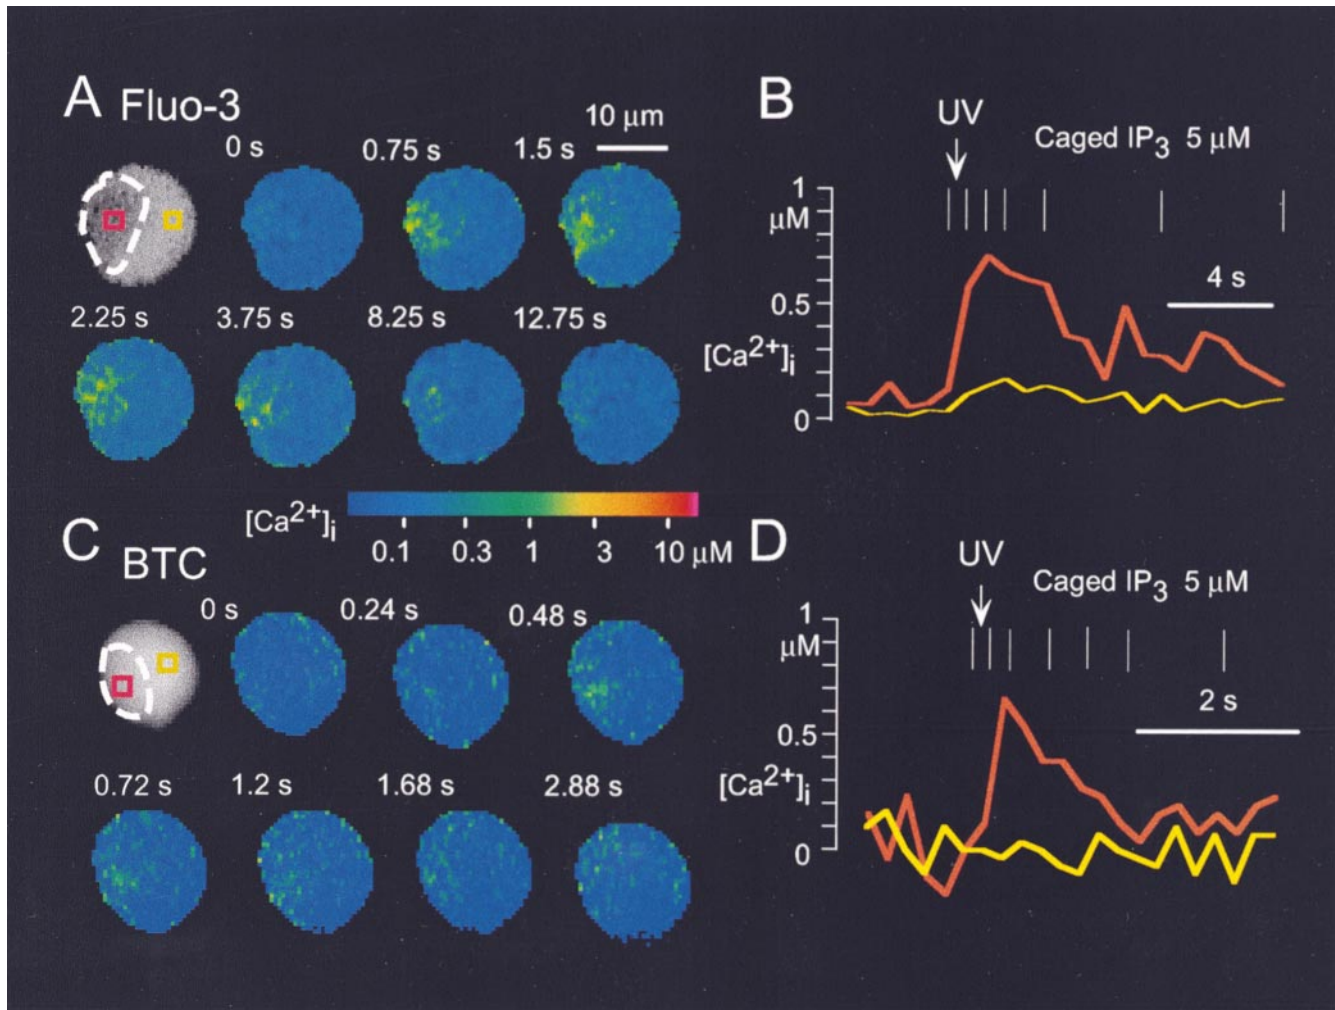 A Fluo-3
10 μm
0 s
0.75 s
1.5 s
2.25 s
3.75 s
8.25 s
12.75 s
[Ca2+]i
0.1
0.3
1
3
10 μM
B
UV
Caged IP3 5 μM
1
μM
0.5
[Ca2+]i
0
4 s
C
BTC
0 s
0.24 s
0.48 s
0.72 s
1.2 s
1.68 s
2.88 s
D
UV
Caged IP3 5 μM
1
μM
0.5
[Ca2+]i
0
2 s